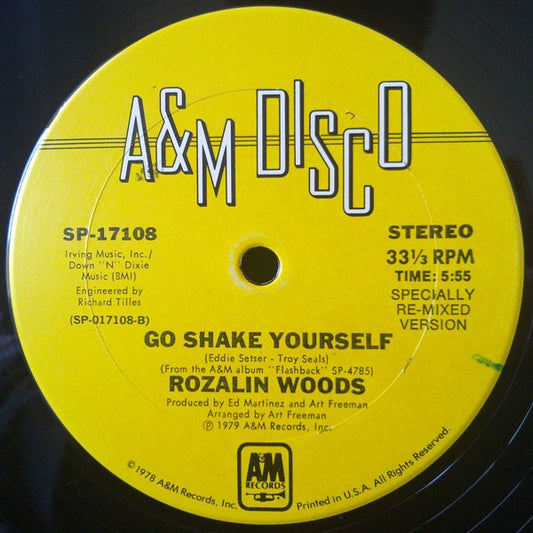 A&M DISCO
SP-17108
Irving Music, Inc./
Down "N" Dixie
Music (BMI)
Engineered by
Richard Tilles
(SP-017108-B)
STEREO
33 1/3 RPM
TIME: 5:55
SPECIALLY
RE-MIXED
VERSION
GO SHAKE YOURSELF
(Eddie Setser - Troy Seals)
(From the A&M album "Flashback" SP-4785)
ROZALIN WOODS
Produced by Ed Martinez and Art Freeman
Arranged by Art Freeman
Ⓟ 1979 A&M Records, Inc.
A&M
RECORDS
©1978 A&M Records, Inc. Printed in U.S.A. All Rights Reserved.